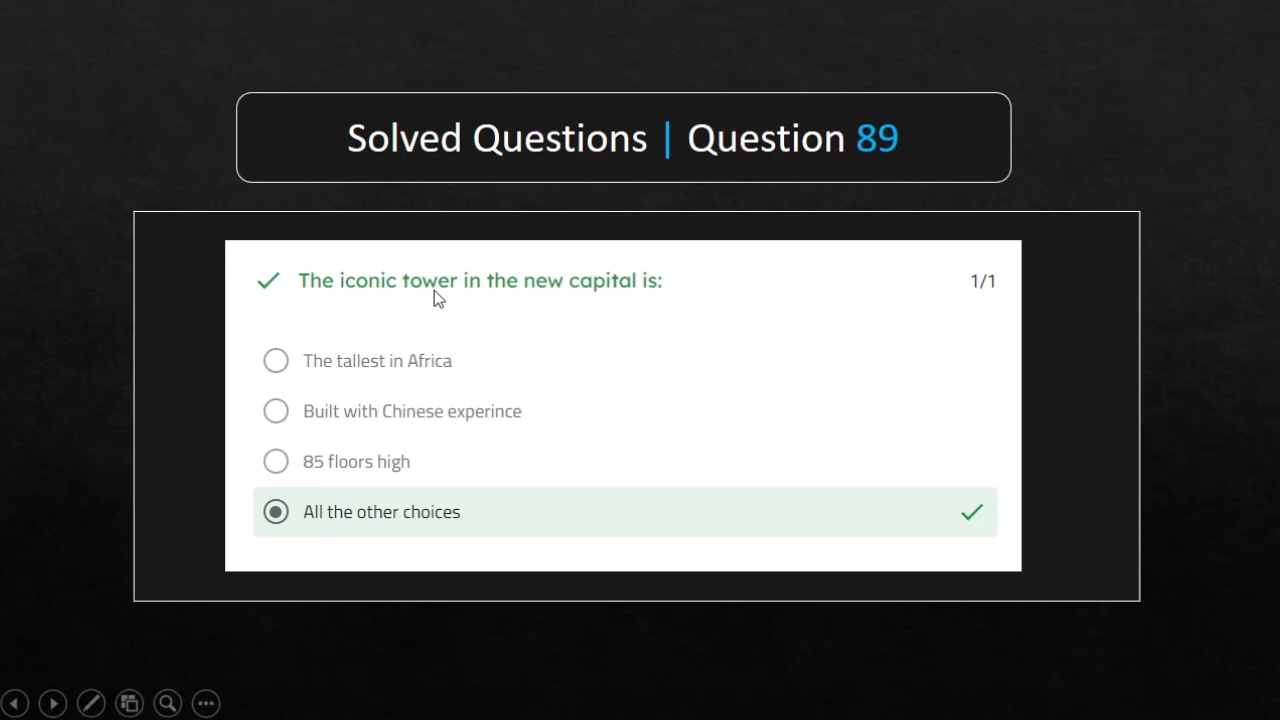 Solved Questions | Question 89
The iconic tower in the new capital is:
1/1
The tallest in Africa
Built with Chinese experince
85 floors high
All the other choices